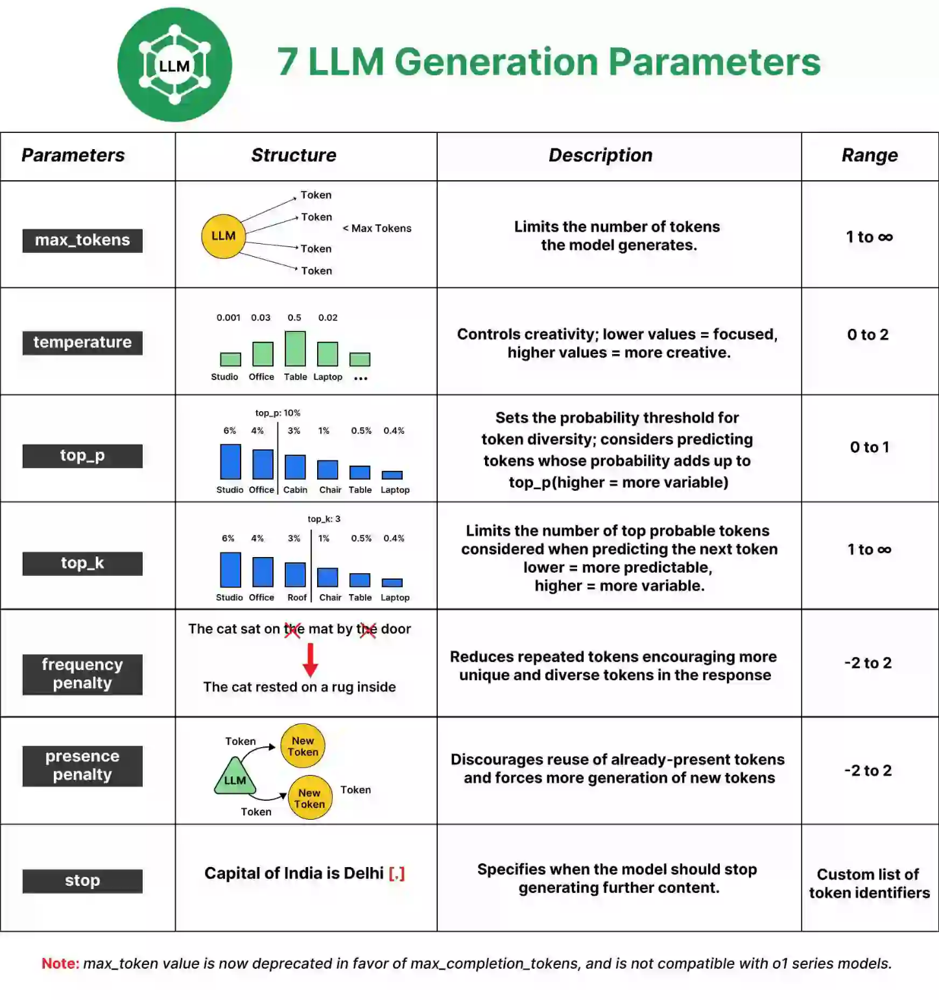 LLM
7 LLM Generation Parameters
Parameters
Structure
Description
Range
max_tokens
LLM
Token
Token
Token
Token
< Max Tokens
Limits the number of tokens
the model generates.
1 to ∞
temperature
0.001 0.03 0.5 0.02
Studio Office Table Laptop ...
Controls creativity; lower values = focused,
higher values = more creative.
0 to 2
top_p
top_p: 10%
6% 4% 3% 1% 0.5% 0.4%
Studio Office Cabin Chair Table Laptop
Sets the probability threshold for
token diversity; considers predicting
tokens whose probability adds up to
top_p(higher = more variable)
0 to 1
top_k
top_k: 3
6% 4% 3% 1% 0.5% 0.4%
Studio Office Roof Chair Table Laptop
Limits the number of top probable tokens
considered when predicting the next token
lower = more predictable,
higher = more variable.
1 to ∞
frequency
penalty
The cat sat on the mat by the door
The cat rested on a rug inside
Reduces repeated tokens encouraging more
unique and diverse tokens in the response
-2 to 2
presence
penalty
Token
New
Token
LLM
New
Token
Token
Token
Discourages reuse of already-present tokens
and forces more generation of new tokens
-2 to 2
stop
Capital of India is Delhi [.]
Specifies when the model should stop
generating further content.
Custom list of
token identifiers
Note: max_token value is now deprecated in favor of max_completion_tokens, and is not compatible with o1 series models.